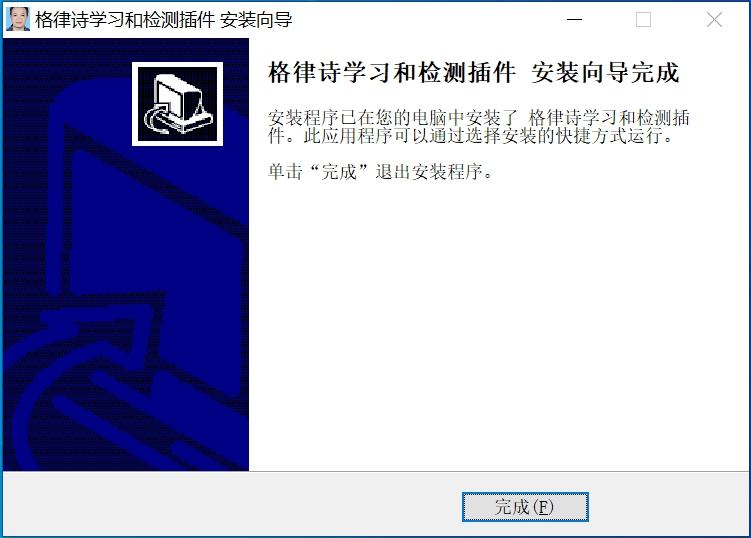 格律诗学习和检测插件 安装向导
格律诗学习和检测插件 安装向导完成
安装程序已在您的电脑中安装了 格律诗学习和检测插
件。此应用程序可以通过选择安装的快捷方式运行。
单击“完成”退出安装程序。
完成(F)